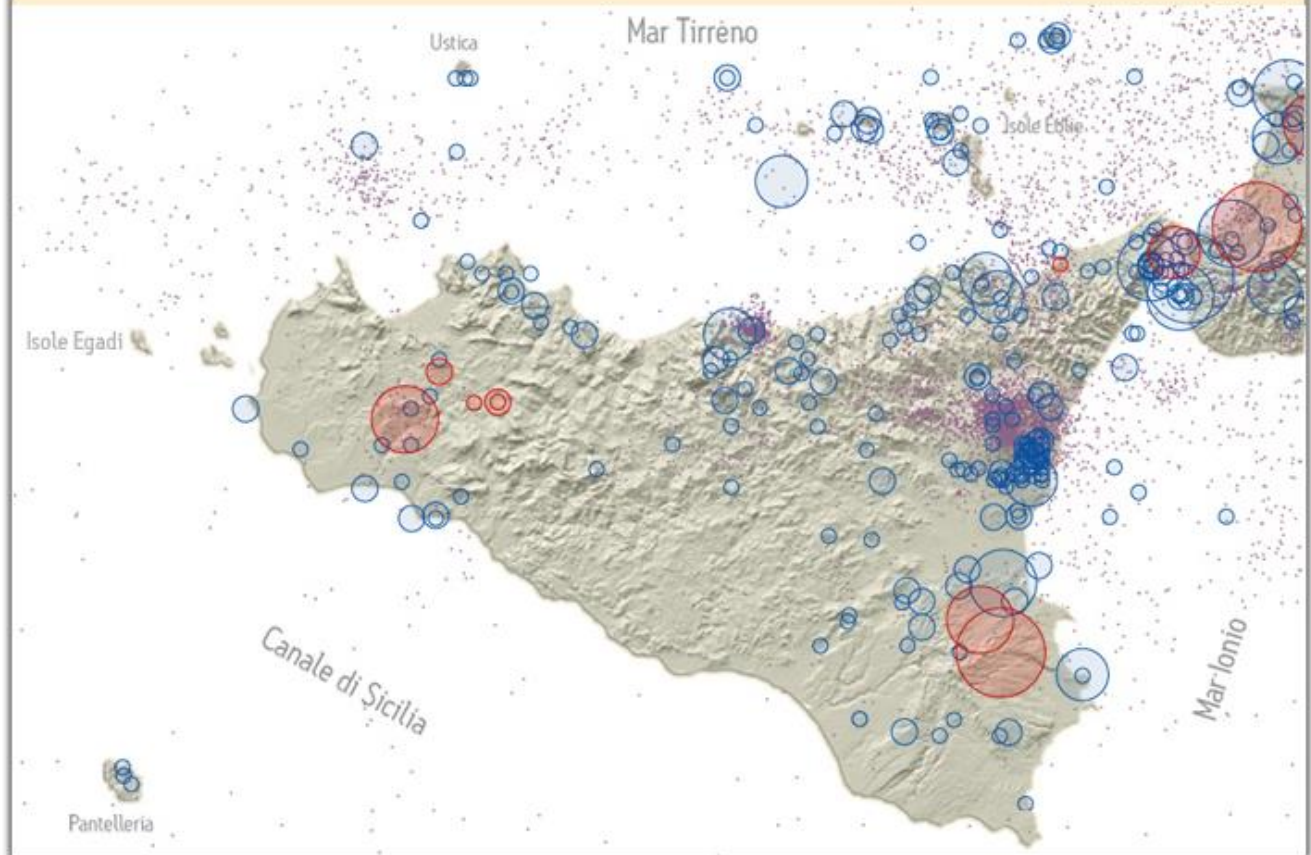 Mar Tirreno
Ustica
Isole Eolie
Isole Egadi
Canale di Sicilia
Mar Ionio
Pantelleria